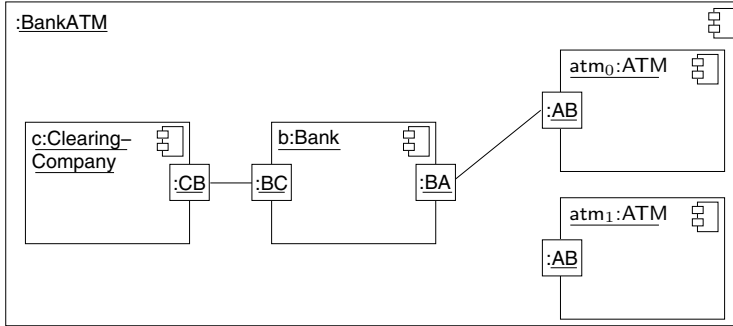 :BankATM
atm₀:ATM
:AB
c:Clearing–
Company
b:Bank
:CB
:BC
:BA
atm₁:ATM
:AB